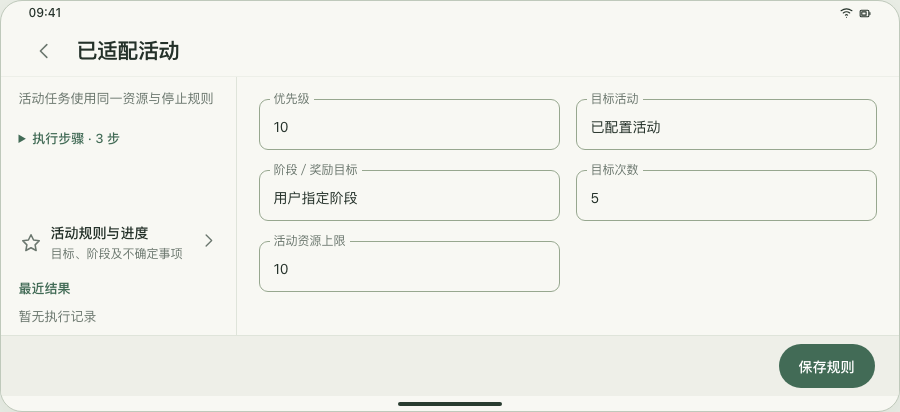 09:41
已适配活动
活动任务使用同一资源与停止规则
执行步骤 · 3 步
活动规则与进度
目标、阶段及不确定事项
最近结果
暂无执行记录
优先级
10
目标活动
已配置活动
阶段 / 奖励目标
用户指定阶段
目标次数
5
活动资源上限
10
保存规则